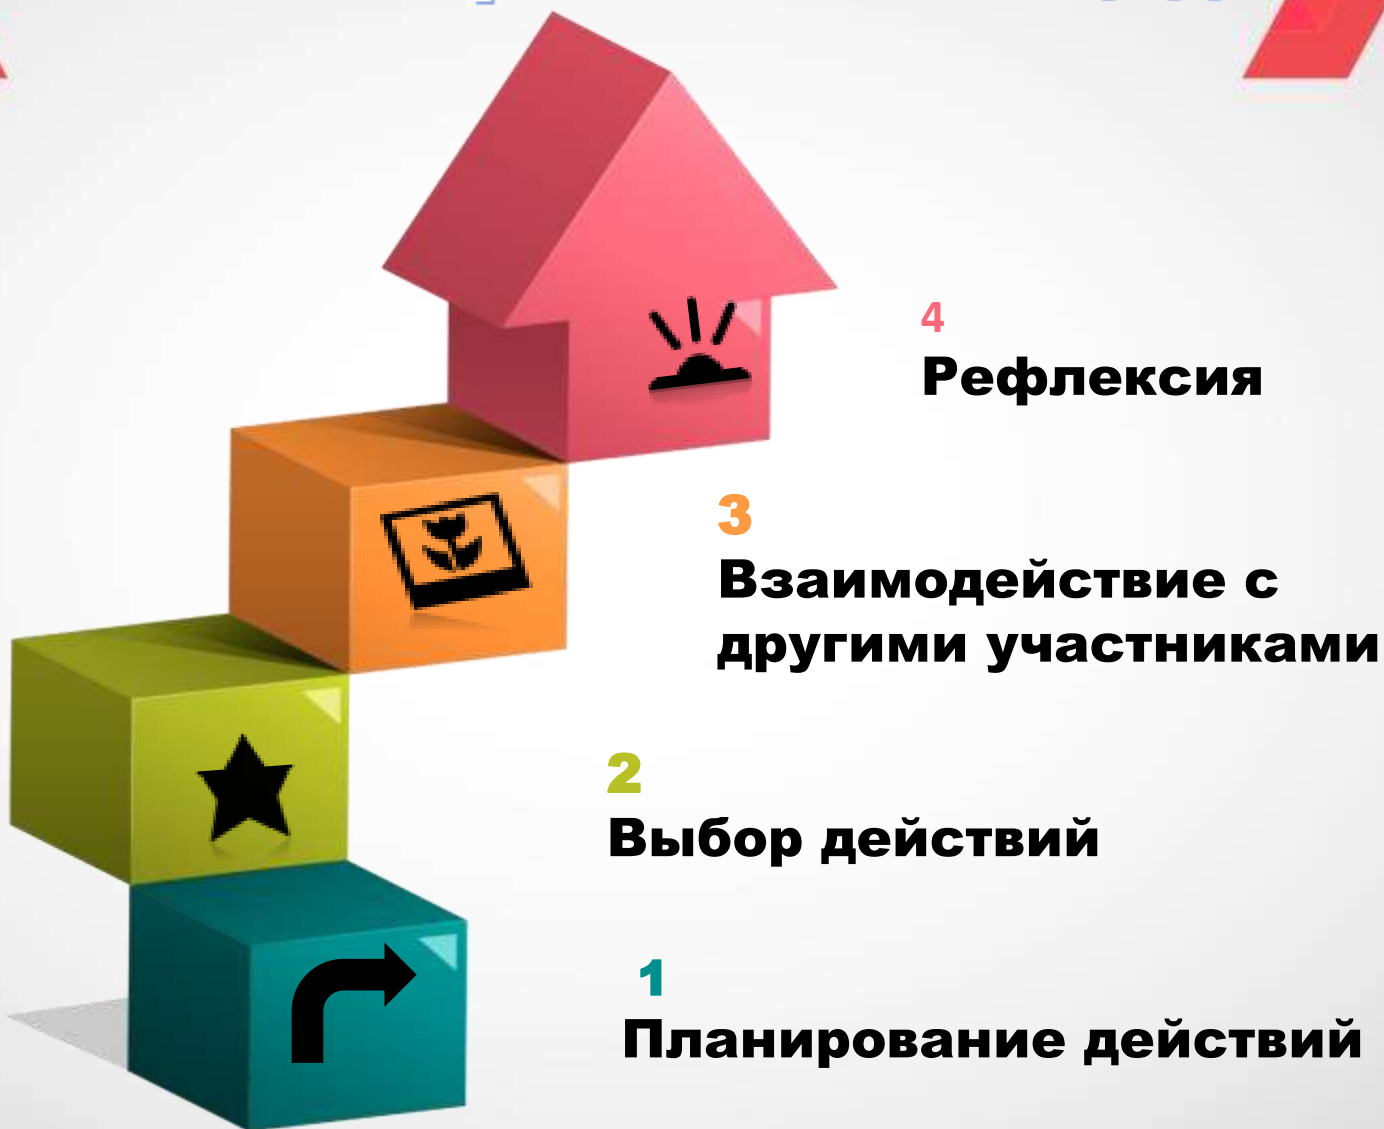 4
Рефлексия
3
Взаимодействие с
другими участниками
2
Выбор действий
1
Планирование действий